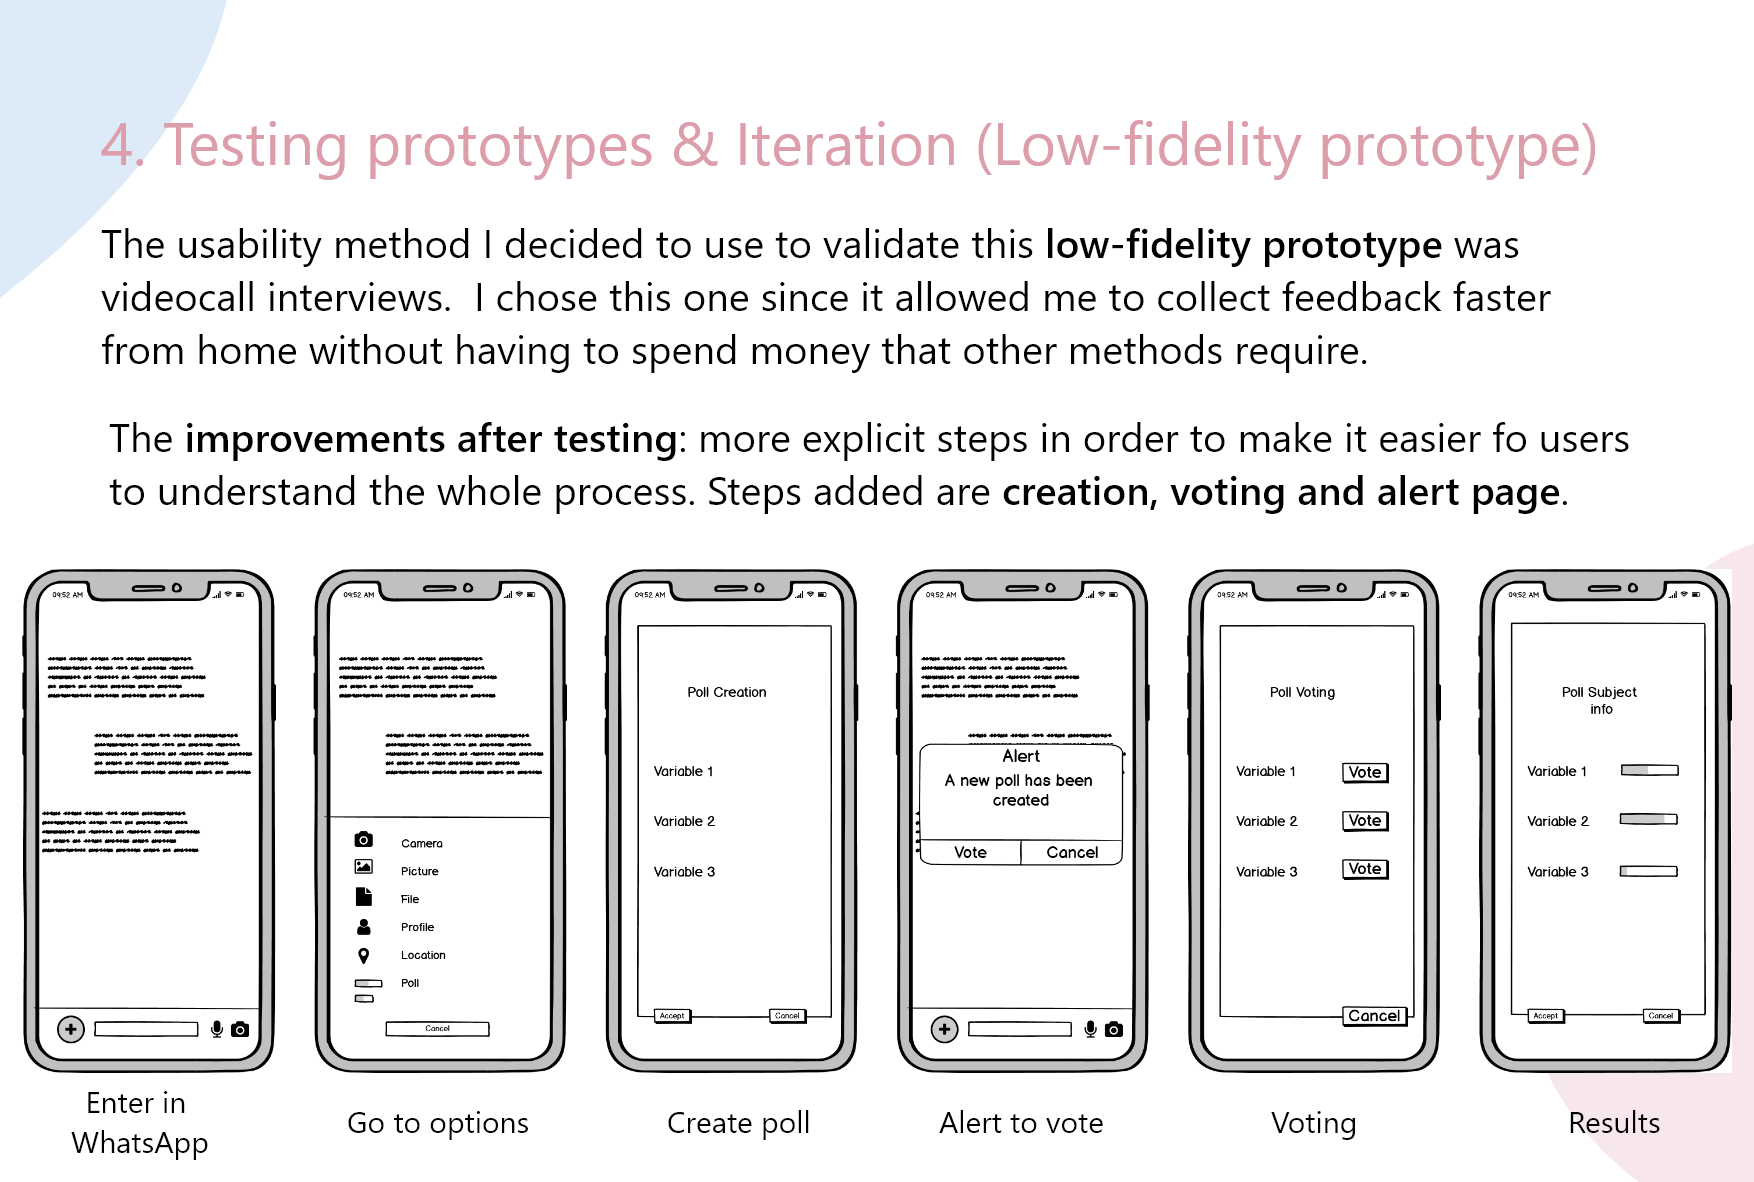 4. Testing prototypes & Iteration (Low-fidelity prototype)
The usability method I decided to use to validate this low-fidelity prototype was
videocall interviews.  I chose this one since it allowed me to collect feedback faster
from home without having to spend money that other methods require.
The improvements after testing: more explicit steps in order to make it easier fo users
to understand the whole process. Steps added are creation, voting and alert page.
09:52 AM
Enter in
WhatsApp
09:52 AM
Camera
Picture
File
Profile
Location
Poll
Cancel
Go to options
09:52 AM
Poll Creation
Variable 1
Variable 2
Variable 3
Accept
Cancel
Create poll
09:52 AM
Alert
A new poll has been
created
Vote
Cancel
Alert to vote
09:52 AM
Poll Voting
Variable 1 Vote
Variable 2 Vote
Variable 3 Vote
Cancel
Voting
09:52 AM
Poll Subject
info
Variable 1
Variable 2
Variable 3
Accept
Cancel
Results